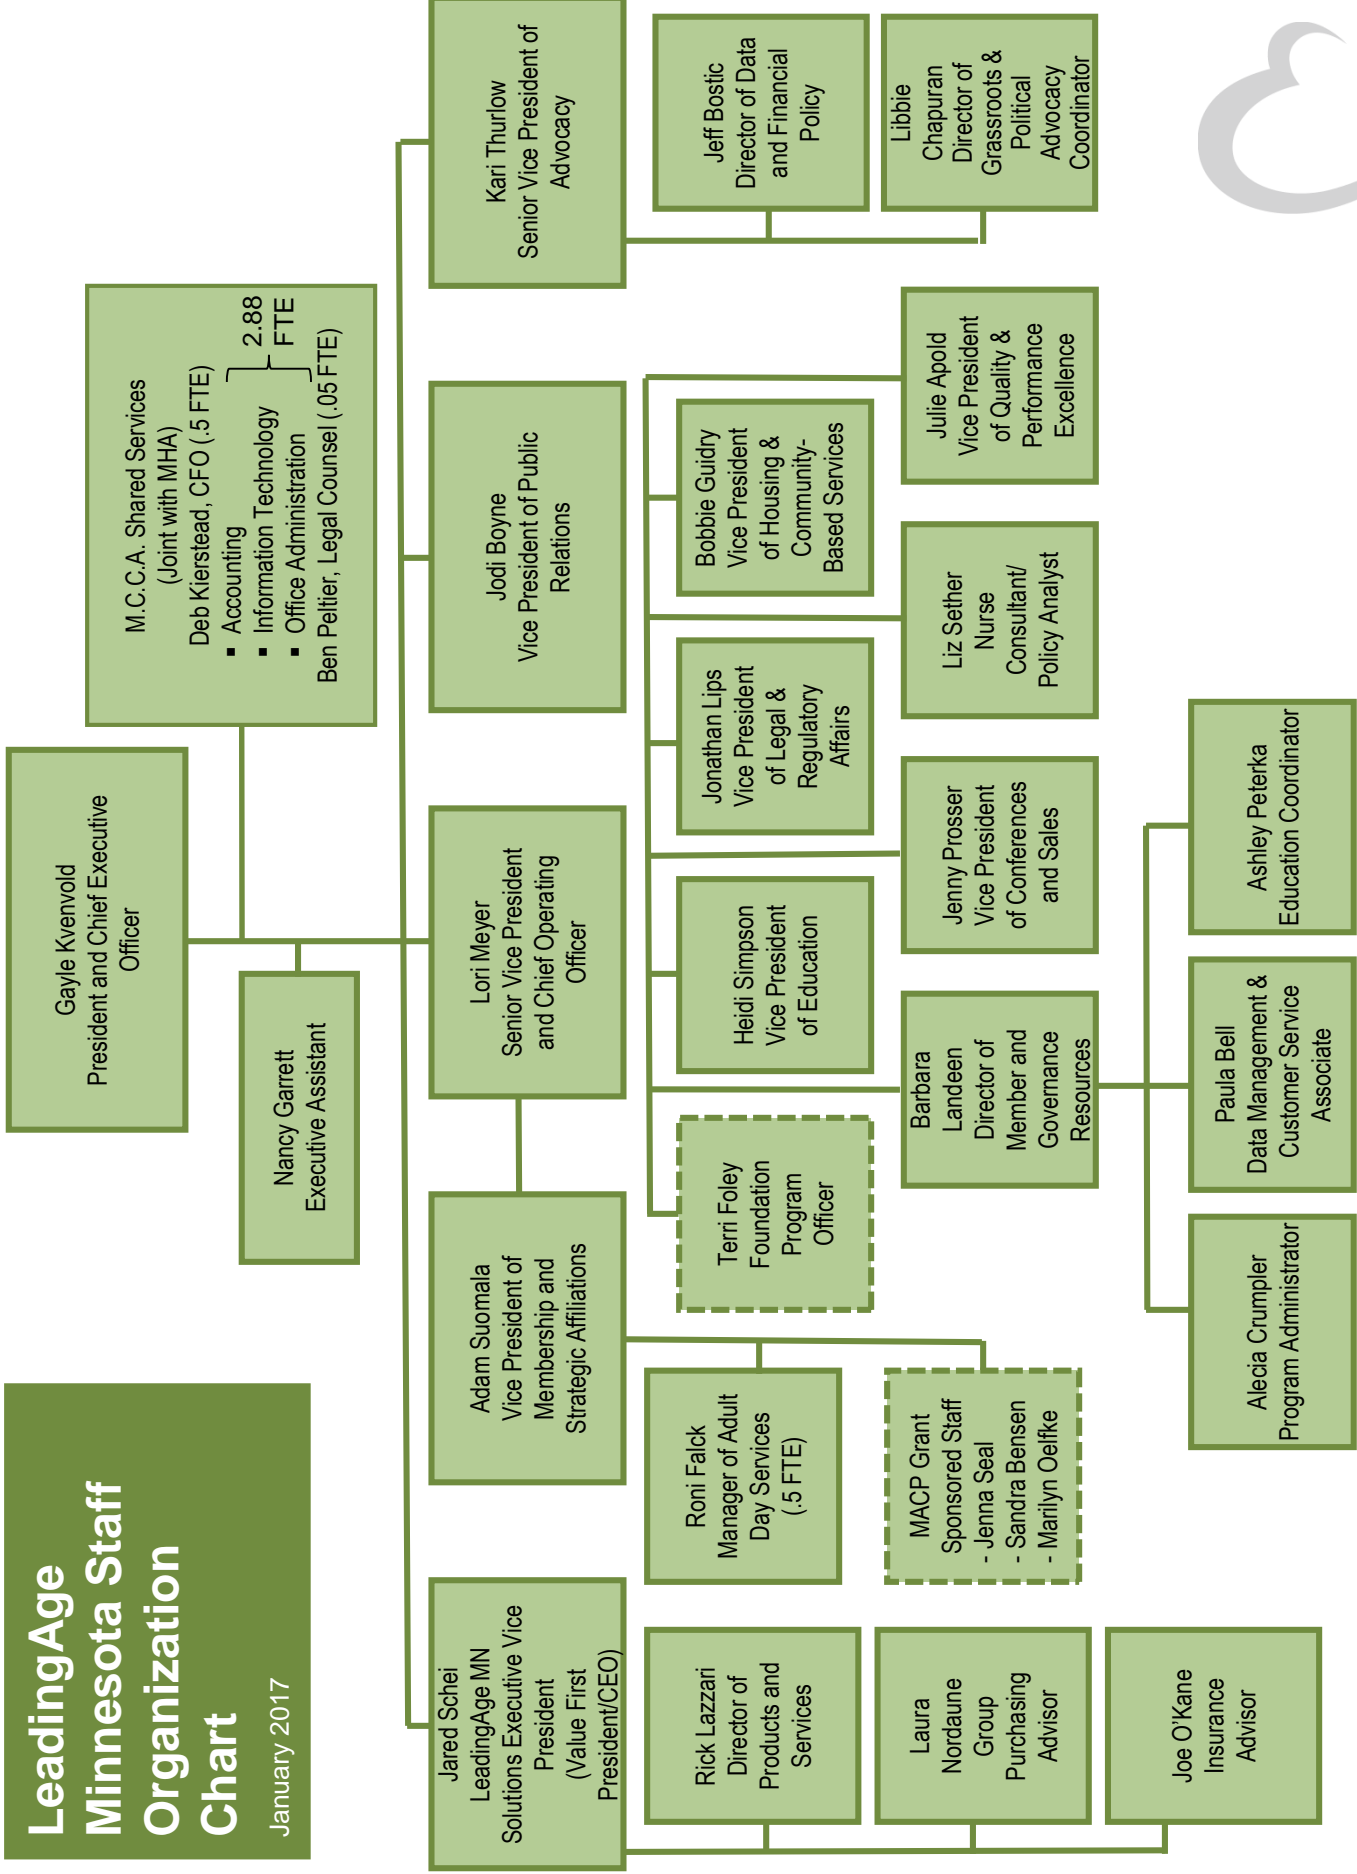 LeadingAge
Minnesota Staff
Organization
Chart
January 2017
Gayle Kvenvold
President and Chief Executive
Officer
M.C.C.A. Shared Services
(Joint with MHA)
Deb Kierstead, CFO (.5 FTE)
▪ Accounting
▪ Information Technology
▪ Office Administration
2.88
FTE
Ben Peltier, Legal Counsel (.05 FTE)
Nancy Garrett
Executive Assistant
Jared Schei
LeadingAge MN
Solutions Executive Vice
President
(Value First
President/CEO)
Adam Suomala
Vice President of
Membership and
Strategic Affiliations
Lori Meyer
Senior Vice President
and Chief Operating
Officer
Jodi Boyne
Vice President of Public
Relations
Kari Thurlow
Senior Vice President of
Advocacy
Rick Lazzari
Director of
Products and
Services
Laura
Nordaune
Group
Purchasing
Advisor
Joe O'Kane
Insurance
Advisor
Roni Falck
Manager of Adult
Day Services
(.5 FTE)
MACP Grant
Sponsored Staff
- Jenna Seal
- Sandra Bensen
- Marilyn Oelfke
Terri Foley
Foundation
Program
Officer
Heidi Simpson
Vice President
of Education
Jonathan Lips
Vice President
of Legal &
Regulatory
Affairs
Bobbie Guidry
Vice President
of Housing &
Community-
Based Services
Barbara
Landeen
Director of
Member and
Governance
Resources
Jenny Prosser
Vice President
of Conferences
and Sales
Liz Sether
Nurse
Consultant/
Policy Analyst
Julie Apold
Vice President
of Quality &
Performance
Excellence
Jeff Bostic
Director of Data
and Financial
Policy
Libbie
Chapuran
Director of
Grassroots &
Political
Advocacy
Coordinator
Alecia Crumpler
Program Administrator
Paula Bell
Data Management &
Customer Service
Associate
Ashley Peterka
Education Coordinator